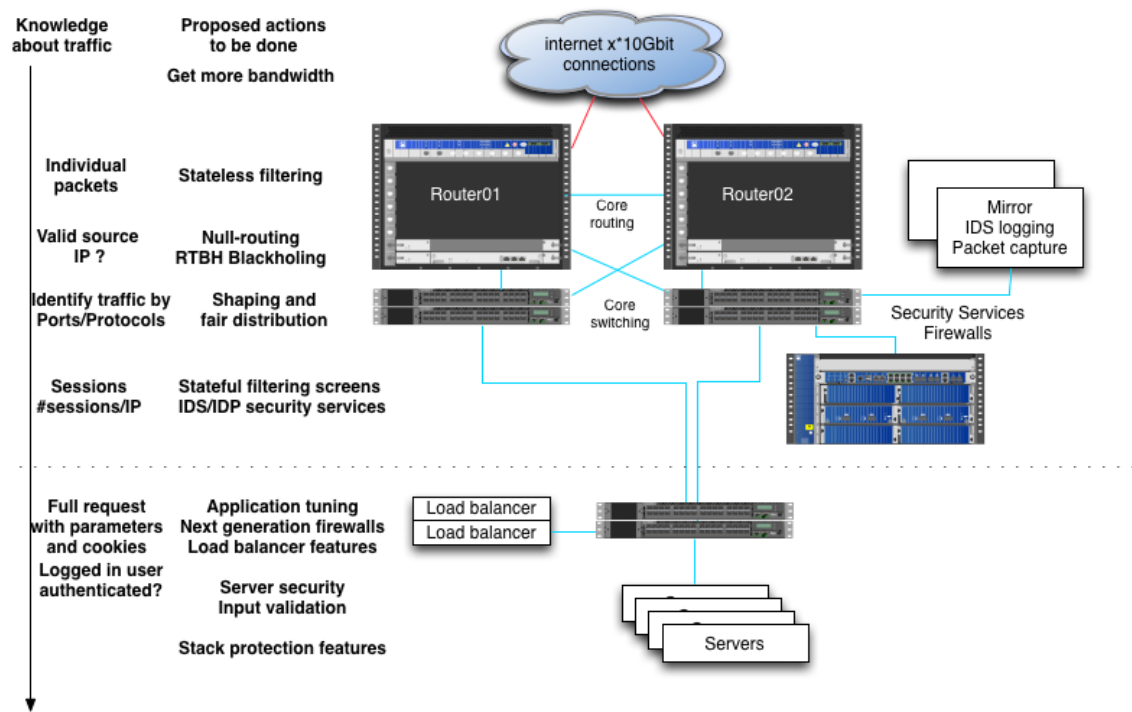 Knowledge
about traffic
Proposed actions
to be done
Get more bandwidth
internet x*10Gbit
connections
Individual
packets
Stateless filtering
Router01
Router02
Core
routing
Mirror
IDS logging
Packet capture
Valid source
IP ?
Null-routing
RTBH Blackholing
Identify traffic by
Ports/Protocols
Shaping and
fair distribution
Core
switching
Security Services
Firewalls
Sessions
#sessions/IP
Stateful filtering screens
IDS/IDP security services
Full request
with parameters
and cookies
Logged in user
authenticated?
Application tuning
Next generation firewalls
Load balancer features
Load balancer
Load balancer
Server security
Input validation
Stack protection features
Servers